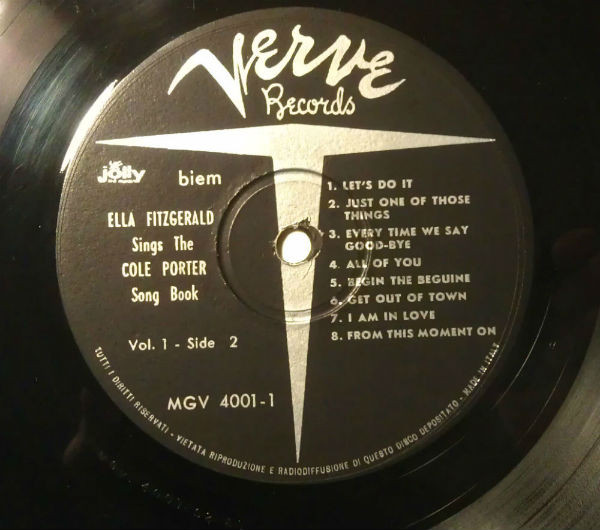 Verve
Records
jolly
biem
ELLA FITZGERALD
Sings The
COLE PORTER
Song Book
Vol. 1 - Side 2
MGV 4001-1
1. LET'S DO IT
2. JUST ONE OF THOSE
THINGS
3. EVERY TIME WE SAY
GOOD-BYE
4. ALL OF YOU
5. BEGIN THE BEGUINE
6. GET OUT OF TOWN
7. I AM IN LOVE
8. FROM THIS MOMENT ON
TUTTI I DIRITTI RISERVATI - VIETATA RIPRODUZIONE E RADIODIFFUSIONE DI QUESTO DISCO DEPOSITATO - MADE IN ITALY